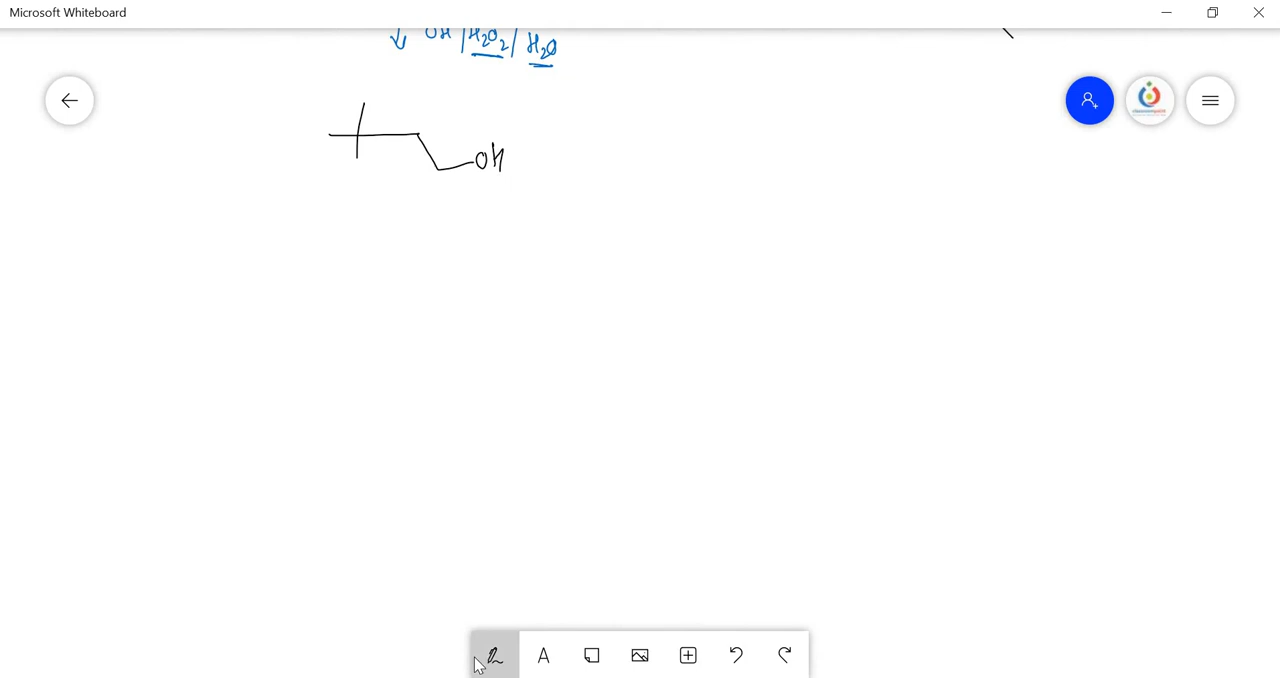 Microsoft Whiteboard
OH | H₂O₂ | H₂O
OH
A